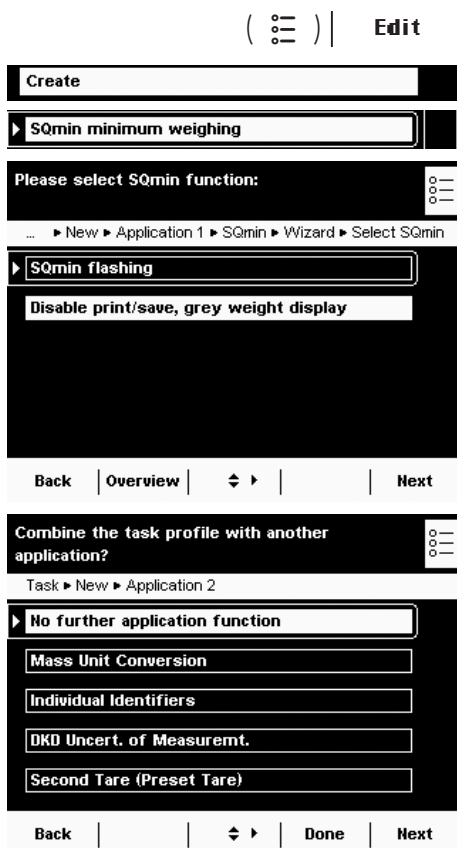 Edit
Create
SQmin minimum weighing
Please select SQmin function:
... ▸ New ▸ Application 1 ▸ SQmin ▸ Wizard ▸ Select SQmin
SQmin flashing
Disable print/save, grey weight display
Back Overview Next
Combine the task profile with another
application?
Task ▸ New ▸ Application 2
No further application function
Mass Unit Conversion
Individual Identifiers
DKD Uncert. of Measuremt.
Second Tare (Preset Tare)
Back Done Next